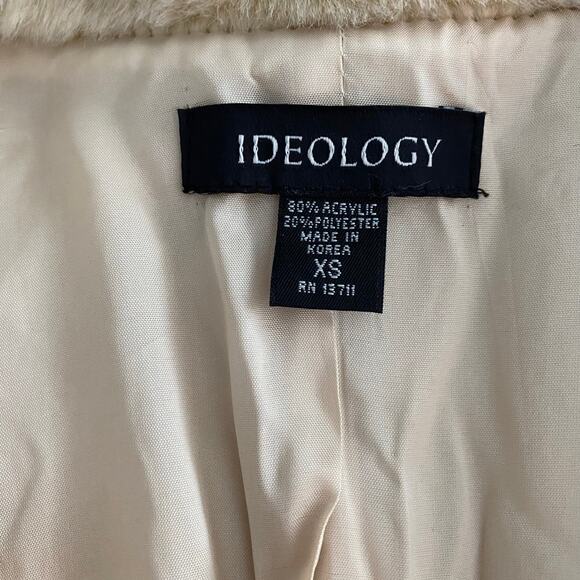 IDEOLOGY
80% ACRYLIC
20% POLYESTER
MADE IN
KOREA
XS
RN 13711